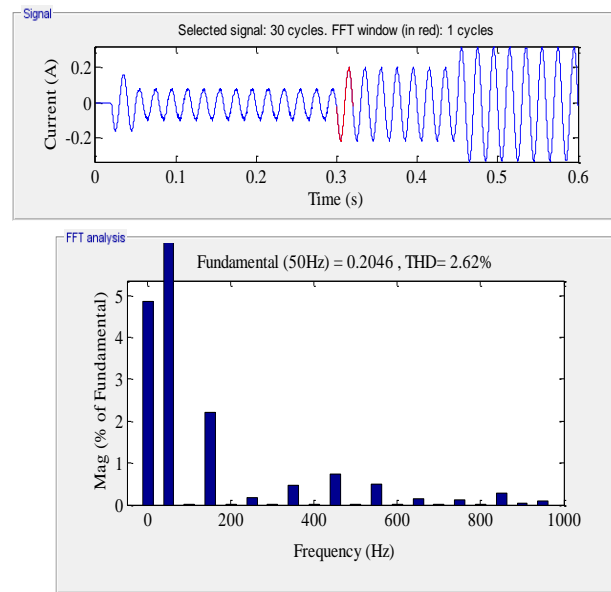 Signal
Selected signal: 30 cycles. FFT window (in red): 1 cycles
Current (A)
0.2
0
-0.2
0 0.1 0.2 0.3 0.4 0.5 0.6
Time (s)
FFT analysis
Fundamental (50Hz) = 0.2046 , THD= 2.62%
Mag (% of Fundamental)
5
4
3
2
1
0
0 200 400 600 800 1000
Frequency (Hz)